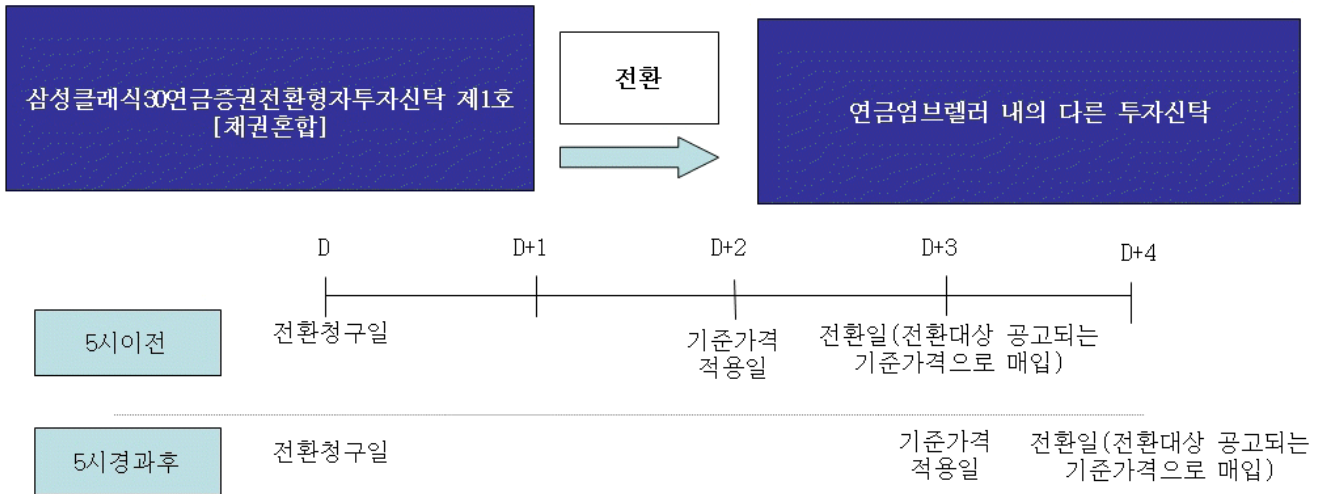 삼성클래식30연금증권전환형자투자신탁 제1호
[채권혼합]
전환
연금엄브렐러 내의 다른 투자신탁
D
D+1
D+2
D+3
D+4
5시이전
전환청구일
기준가격
적용일
전환일(전환대상 공고되는
기준가격으로 매입)
5시경과후
전환청구일
기준가격
적용일
전환일(전환대상 공고되는
기준가격으로 매입)